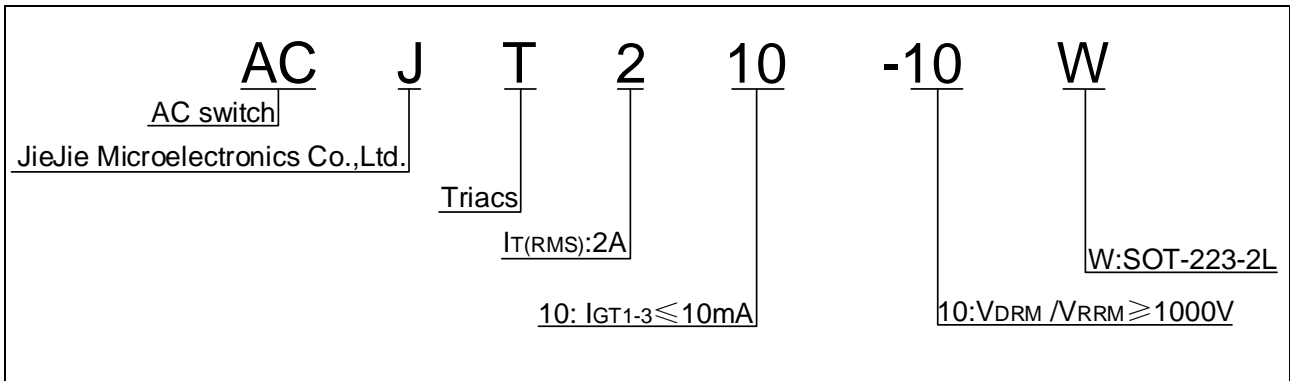 AC J T 2 10 -10 W
AC switch
JieJie Microelectronics Co.,Ltd.
Triacs
IT(RMS):2A
W:SOT-223-2L
10: IGT1-3≤10mA
10:VDRM /VRRM≥1000V